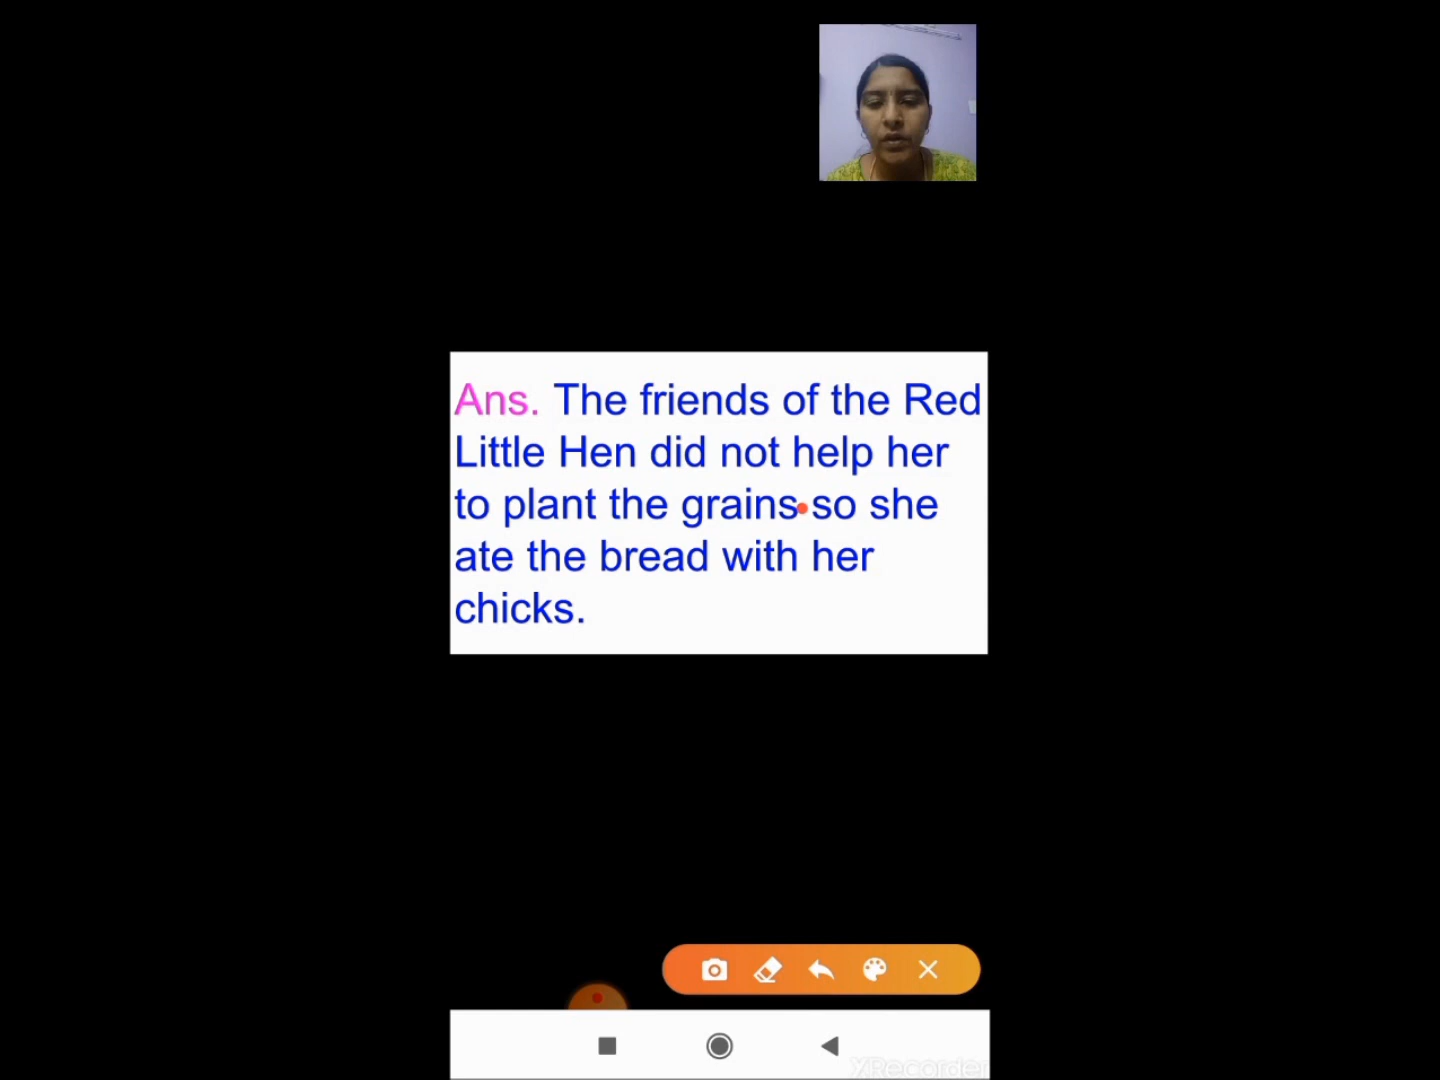 Ans. The friends of the Red
Little Hen did not help her
to plant the grains so she
ate the bread with her
chicks.
XRecorder